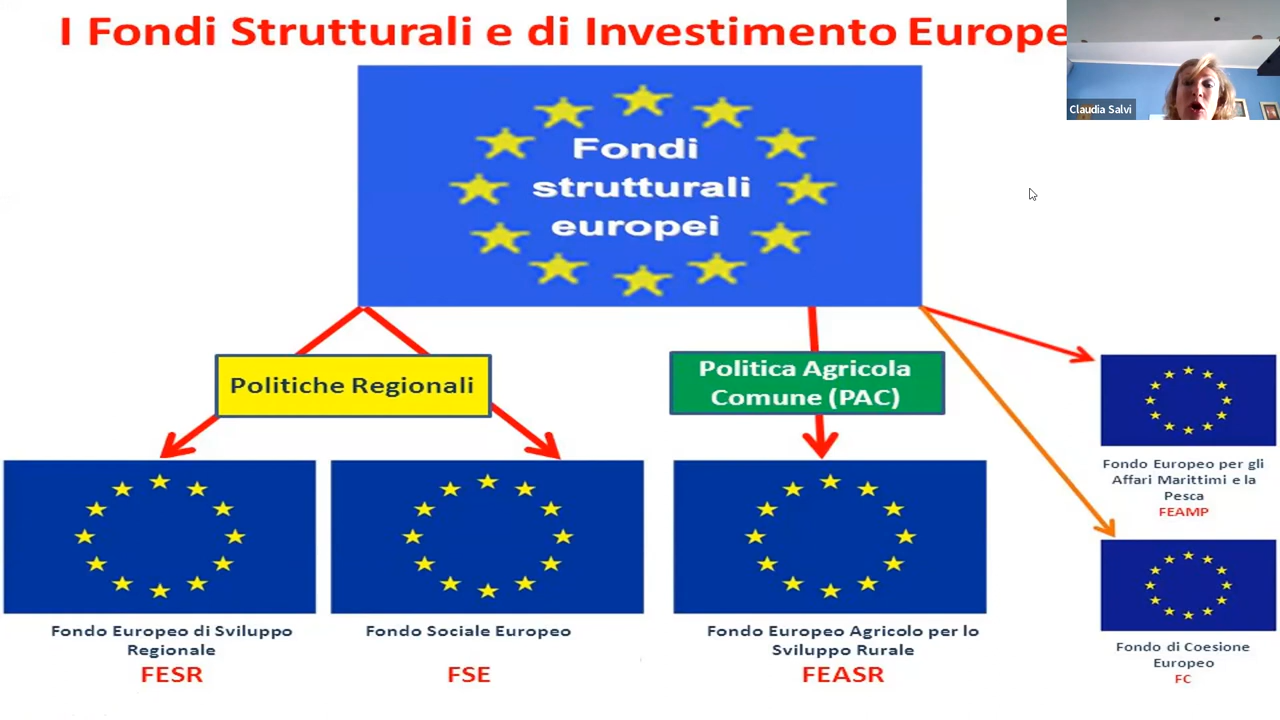 I Fondi Strutturali e di Investimento Europe
Claudia Salvi
Fondi
strutturali
europei
Politiche Regionali
Politica Agricola
Comune (PAC)
Fondo Europeo per gli
Affari Marittimi e la
Pesca
FEAMP
Fondo Europeo di Sviluppo
Regionale
FESR
Fondo Sociale Europeo
FSE
Fondo Europeo Agricolo per lo
Sviluppo Rurale
FEASR
Fondo di Coesione
Europeo
FC